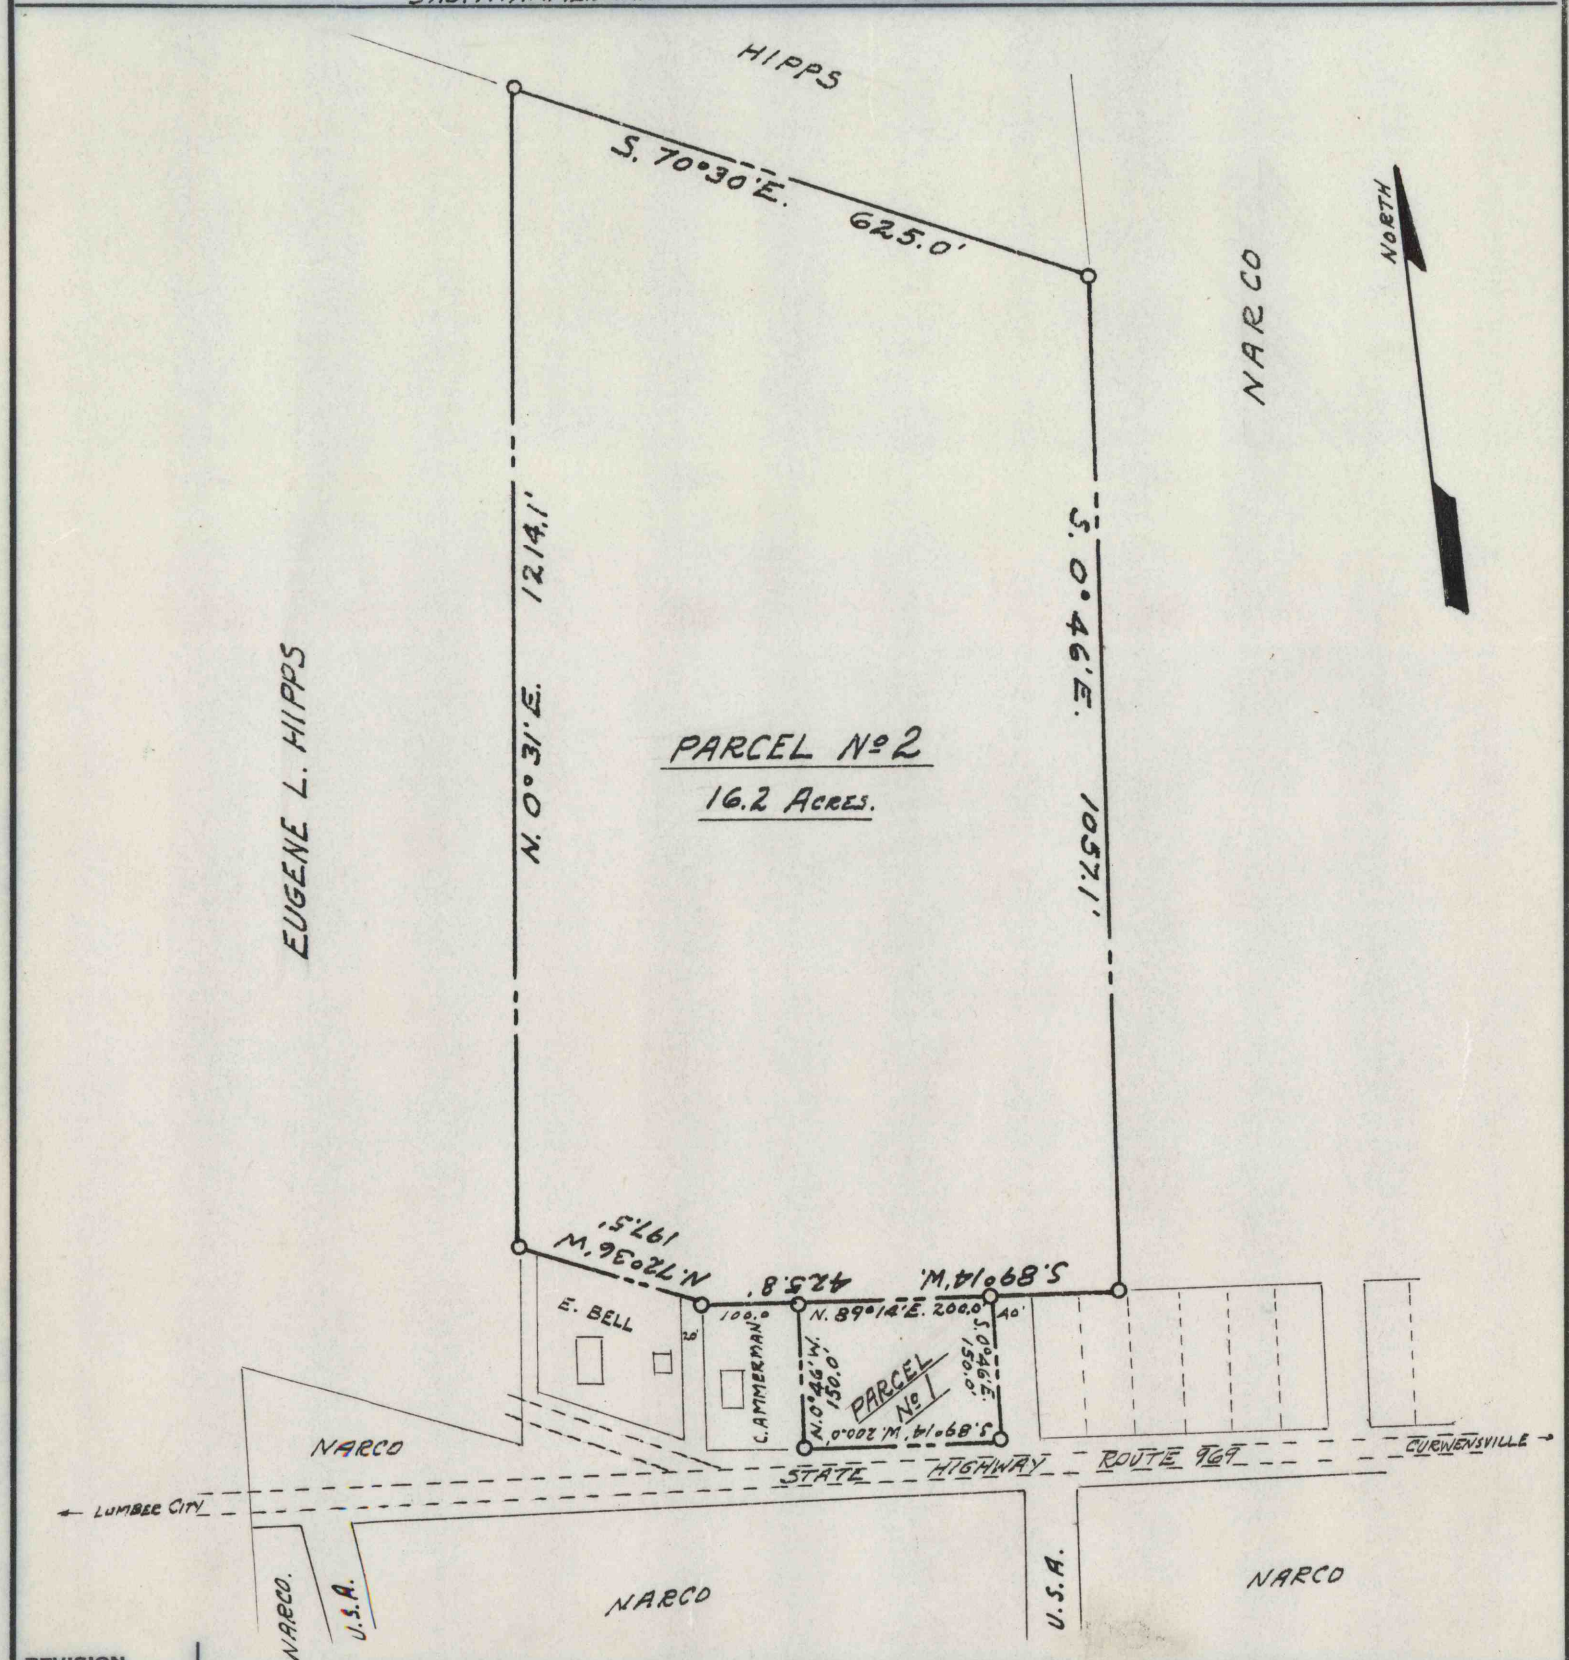 HIPPS
S. 70°30'E. 625.0'
NORTH
NARCO
N. 0°31'E. 1214.1'
S. 0°46'E. 1057.1'
EUGENE L. HIPPS
PARCEL Nº 2
16.2 ACRES.
N. 72°36'W
197.5'
S. 89°14'W. 425.8'
E. BELL
20'
100.0
C. AMMERMAN
N. 89°14'E. 200.0'
40'
N. 0°46'W.
150.0'
PARCEL
Nº 1
S. 0°46'E.
150.0'
S. 89°14'W. 200.0'
NARCO
STATE HIGHWAY ROUTE 969
CURWENSVILLE
LUMBER CITY
NARCO.
U.S.A.
NARCO
U.S.A.
NARCO
REVISION